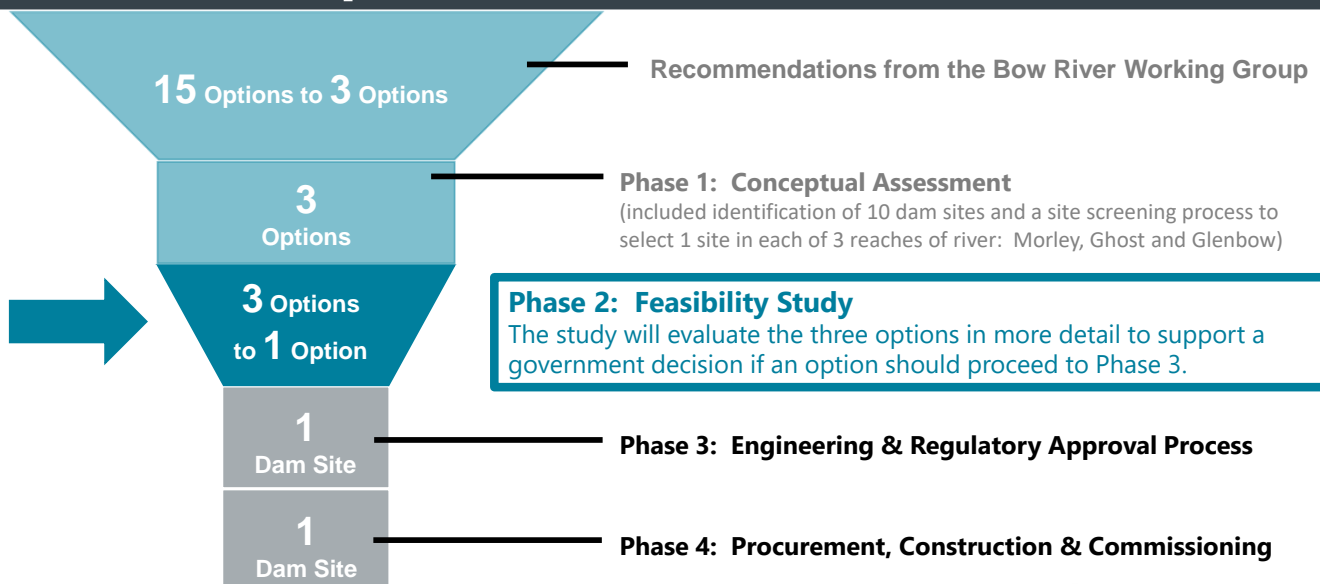 15 Options to 3 Options
Recommendations from the Bow River Working Group
3
Options
Phase 1: Conceptual Assessment
(included identification of 10 dam sites and a site screening process to
select 1 site in each of 3 reaches of river: Morley, Ghost and Glenbow)
3 Options
to 1 Option
Phase 2: Feasibility Study
The study will evaluate the three options in more detail to support a
government decision if an option should proceed to Phase 3.
1
Dam Site
Phase 3: Engineering & Regulatory Approval Process
1
Dam Site
Phase 4: Procurement, Construction & Commissioning